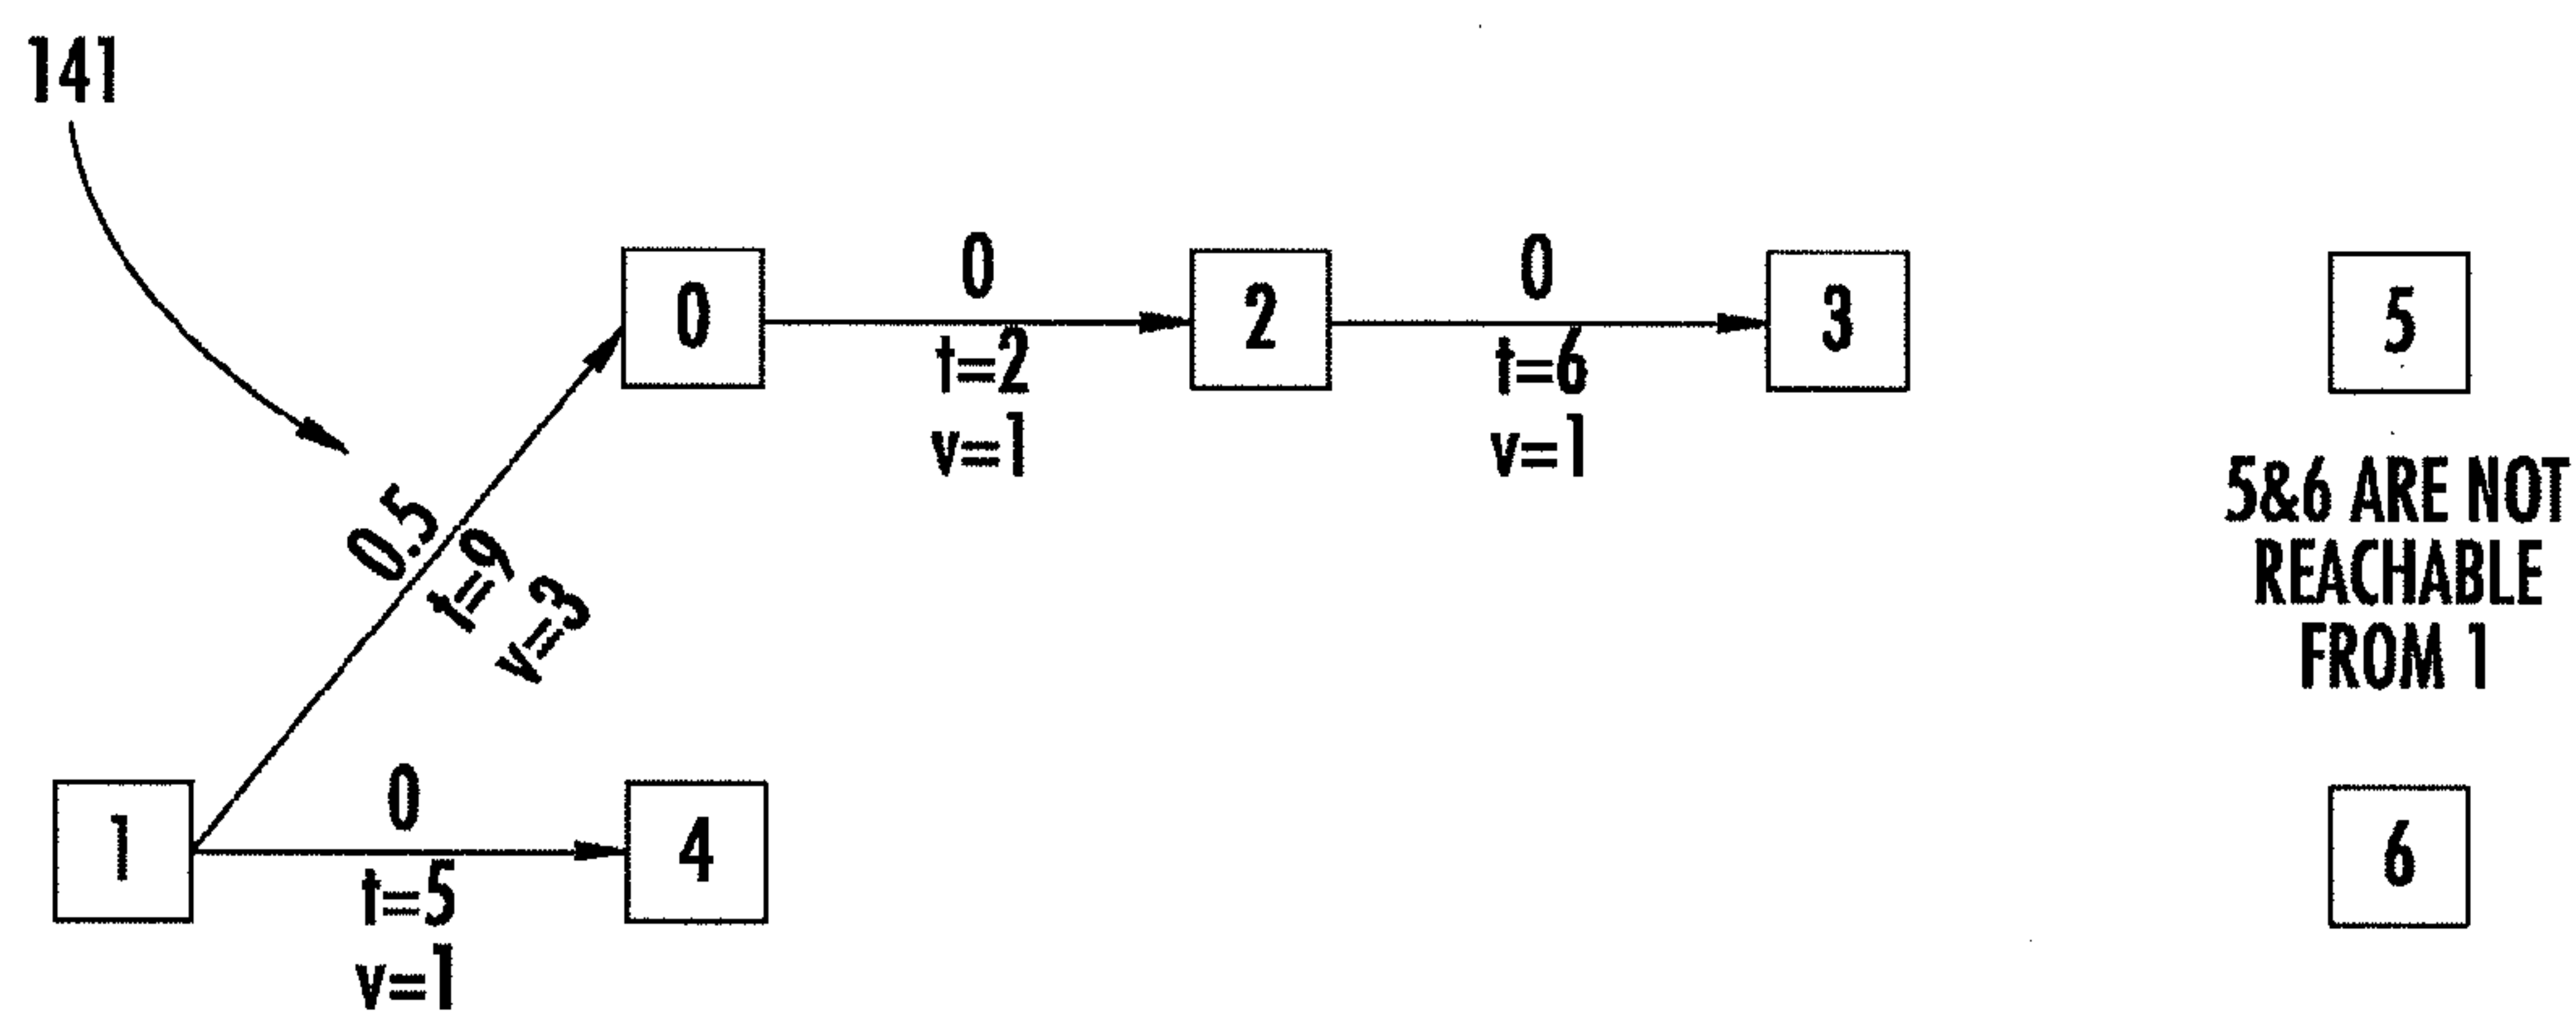 141
0
0
0
2
3
5
t=2
t=6
v=1
v=1
0.5
t=9
v=3
5&6 ARE NOT
REACHABLE
FROM 1
1
0
4
6
t=5
v=1